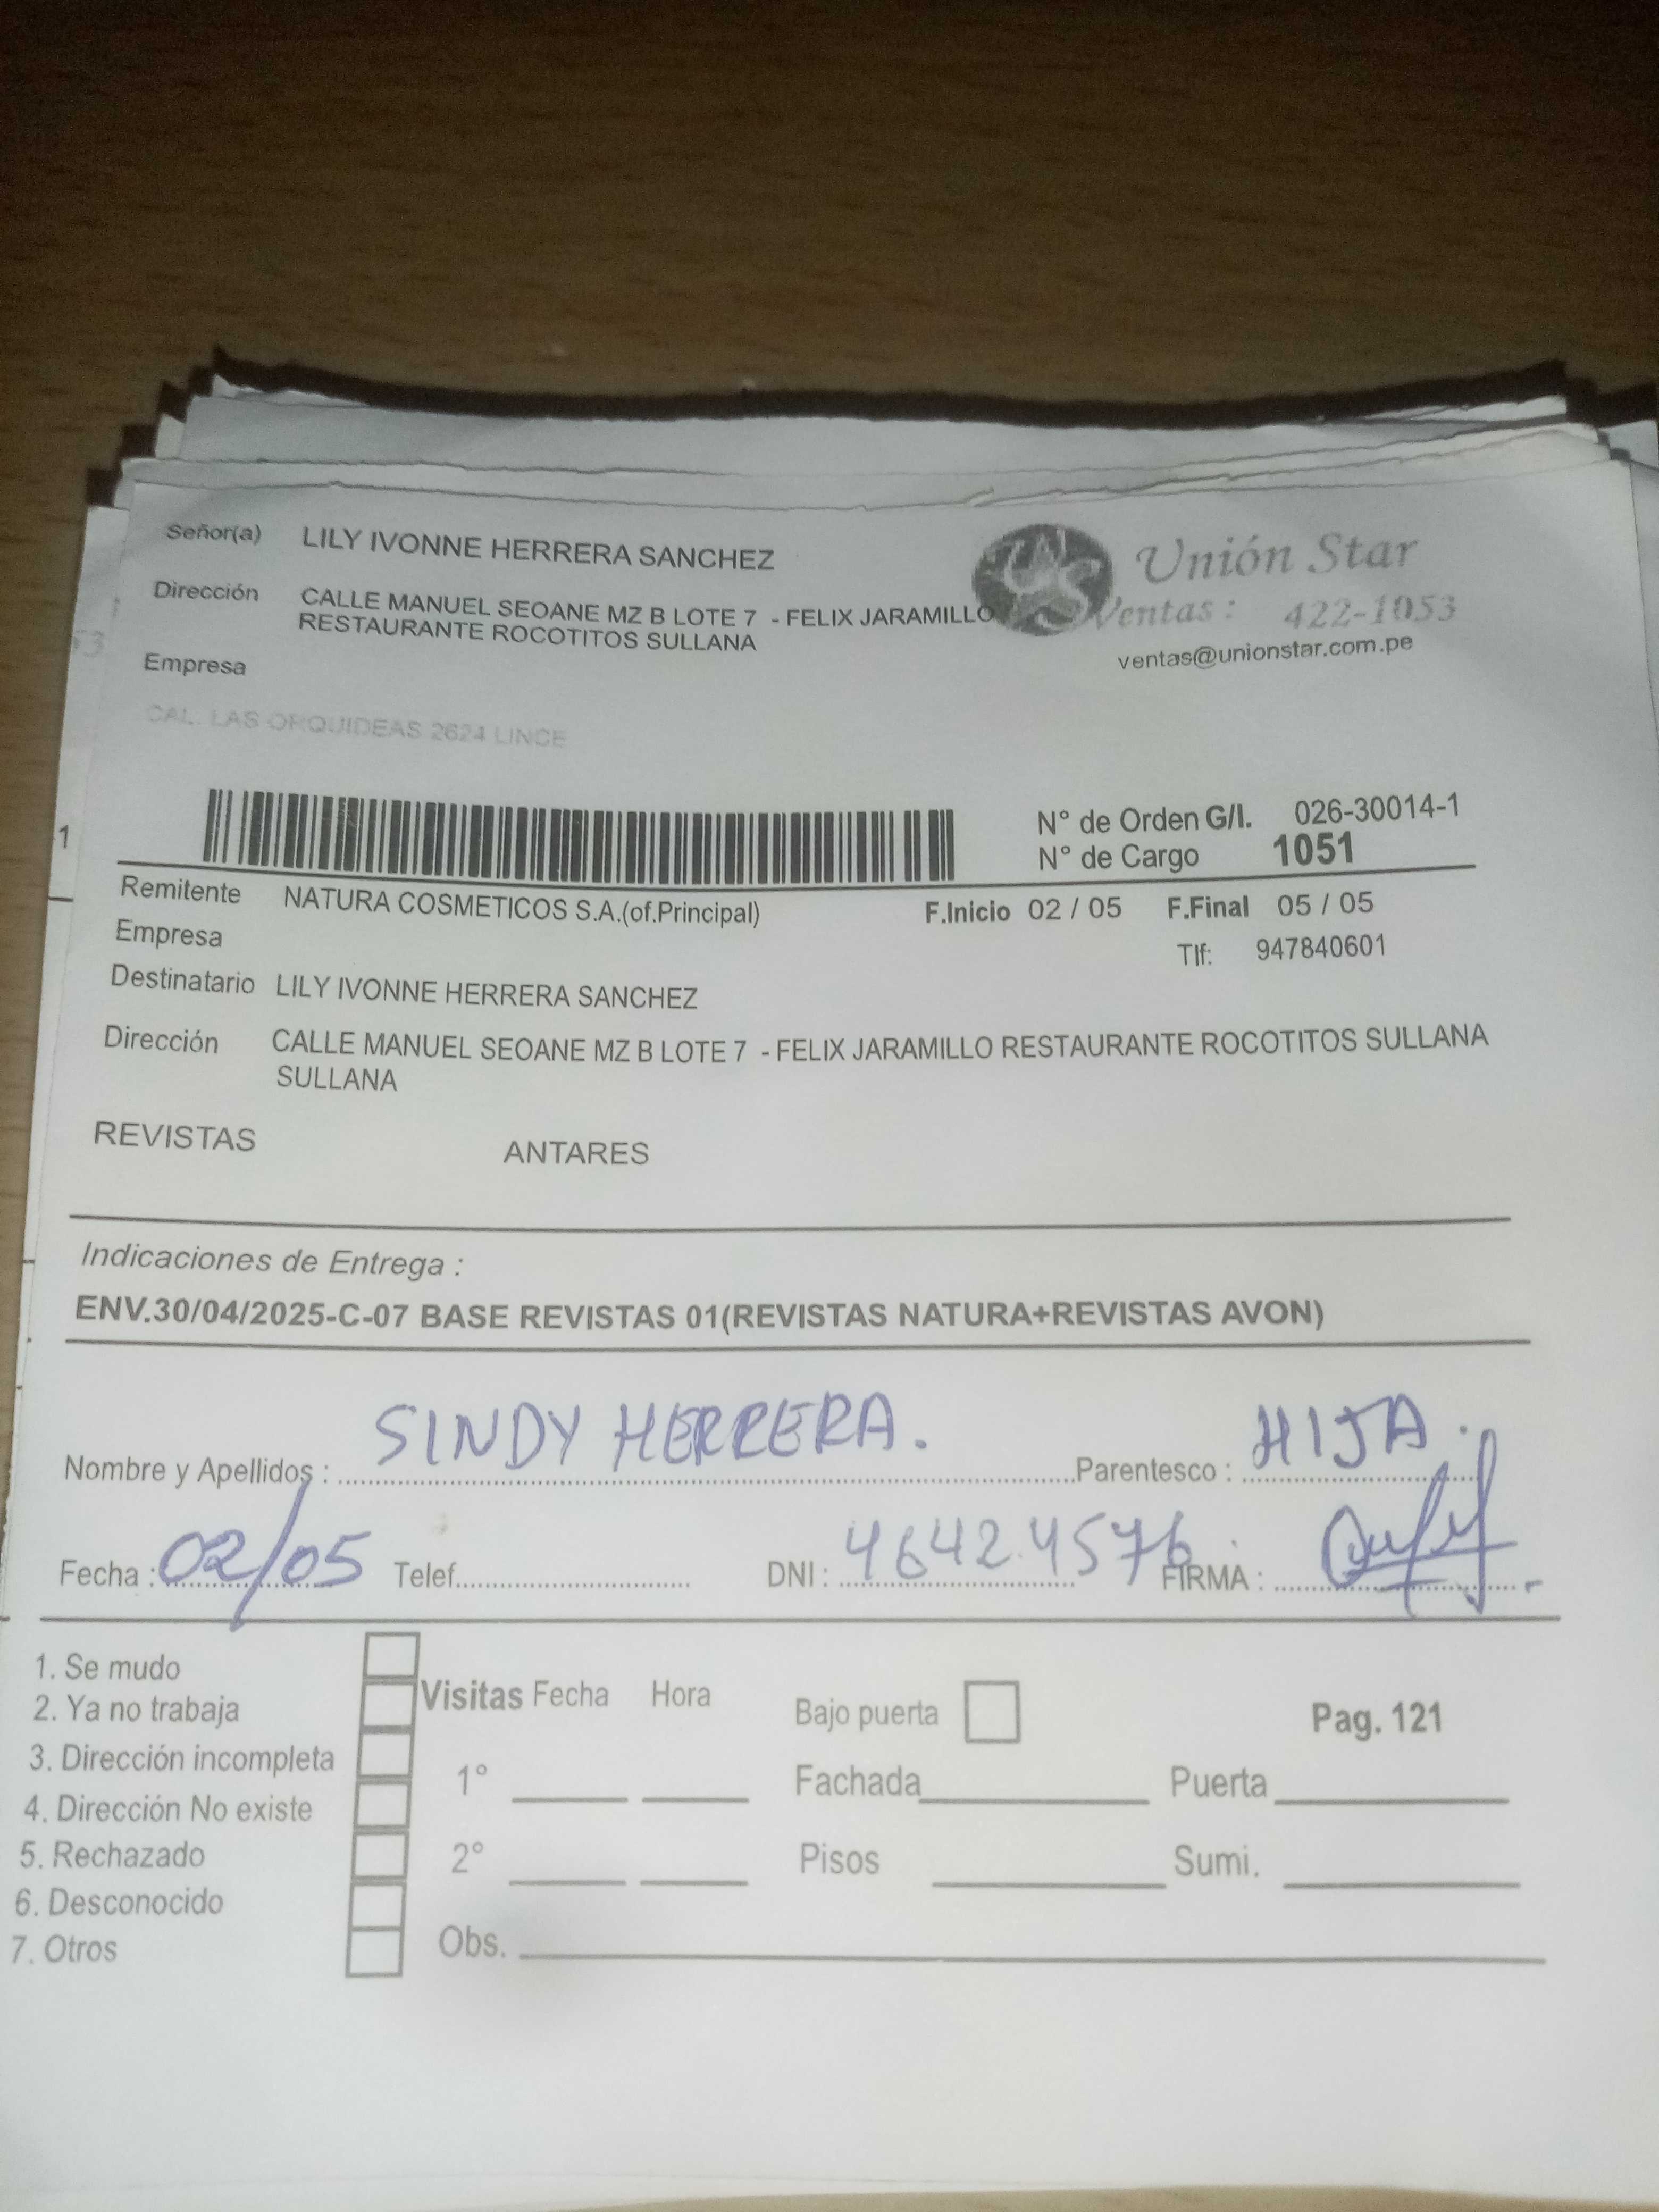 Señor(a) LILY IVONNE HERRERA SANCHEZ
Unión Star
Dirección CALLE MANUEL SEOANE MZ B LOTE 7 - FELIX JARAMILLO
RESTAURANTE ROCOTITOS SULLANA
Ventas : 422-1053
ventas@unionstar.com.pe
Empresa
CAL. LAS ORQUIDEAS 2624 LINCE
N° de Orden G/I. 026-30014-1
N° de Cargo 1051
Remitente NATURA COSMETICOS S.A.(of.Principal) F.Inicio 02 / 05 F.Final 05 / 05
Empresa Tlf: 947840601
Destinatario LILY IVONNE HERRERA SANCHEZ
Dirección CALLE MANUEL SEOANE MZ B LOTE 7 - FELIX JARAMILLO RESTAURANTE ROCOTITOS SULLANA
SULLANA
REVISTAS ANTARES
Indicaciones de Entrega :
ENV.30/04/2025-C-07 BASE REVISTAS 01(REVISTAS NATURA+REVISTAS AVON)
Nombre y Apellidos : SINDY HERRERA. Parentesco : HIJA.
Fecha : 02/05 Telef. DNI : 46424576 FIRMA :
1. Se mudo
2. Ya no trabaja
3. Dirección incompleta
4. Dirección No existe
5. Rechazado
6. Desconocido
7. Otros
Visitas Fecha Hora
1°
2°
Obs.
Bajo puerta Pag. 121
Fachada Puerta
Pisos Sumi.